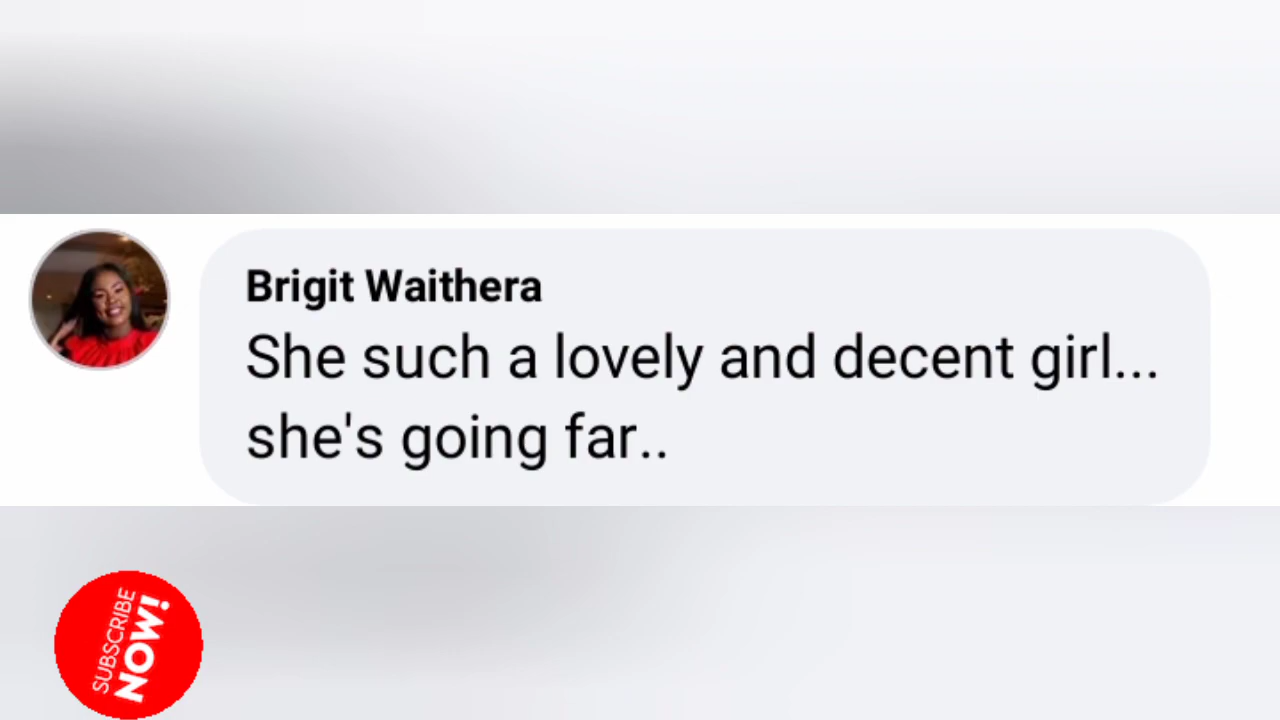 Brigit Waithera
She such a lovely and decent girl...
she's going far..
SUBSCRIBE
NOW!